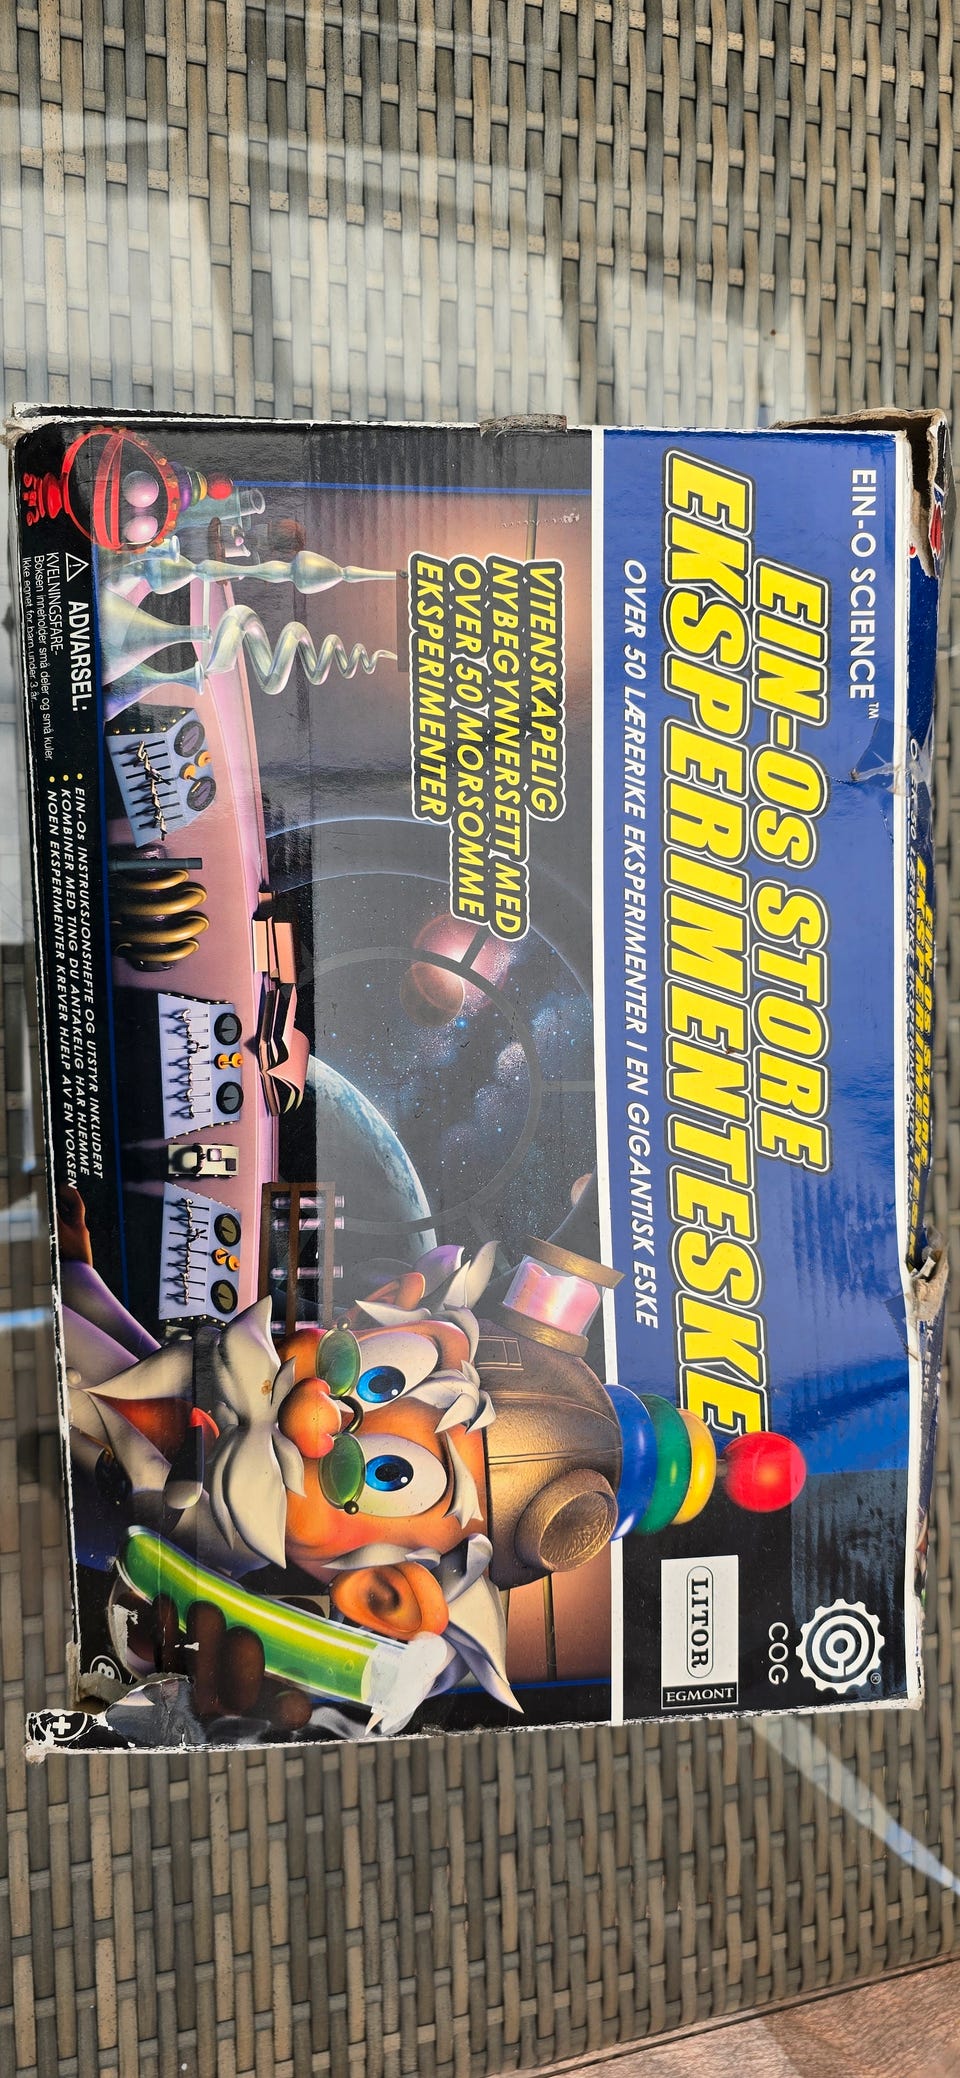 EIN-O SCIENCE™
EIN-OS STORE
EKSPERIMENTESKE
OVER 50 LÆRERIKE EKSPERIMENTER I EN GIGANTISK ESKE
COG
LITOR
EGMONT
VITENSKAPELIG
NYBEGYNNERSETT MED
OVER 50 MORSOMME
EKSPERIMENTER
ADVARSEL:
KVELNINGSFARE-
Boksen inneholder små deler og små kuler.
Ikke egnet for barn under 3 år.
• EIN-Os INSTRUKSJONSHEFTE OG UTSTYR INKLUDERT
• KOMBINER MED TING DU ANTAKELIG HAR HJEMME
• NOEN EKSPERIMENTER KREVER HJELP AV EN VOKSEN
8
+